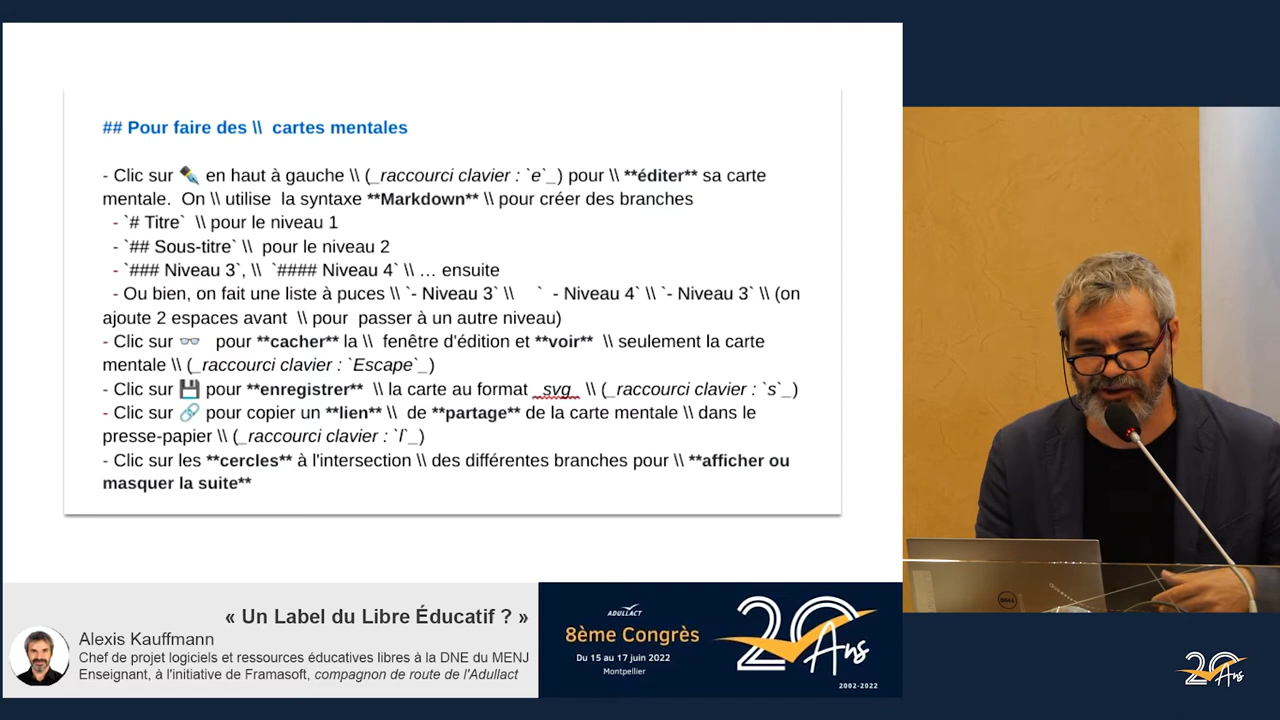 ## Pour faire des \\ cartes mentales
- Clic sur ✒️ en haut à gauche \\ (_raccourci clavier : `e`_) pour \\ **éditer** sa carte
mentale. On \\ utilise la syntaxe **Markdown** \\ pour créer des branches
- `# Titre` \\ pour le niveau 1
- `## Sous-titre` \\ pour le niveau 2
- `### Niveau 3`, \\ `#### Niveau 4` \\ … ensuite
- Ou bien, on fait une liste à puces \\ `- Niveau 3` \\ ` - Niveau 4` \\ `- Niveau 3` \\ (on
ajoute 2 espaces avant \\ pour passer à un autre niveau)
- Clic sur 👓 pour **cacher** la \\ fenêtre d'édition et **voir** \\ seulement la carte
mentale \\ (_raccourci clavier : `Escape`_)
- Clic sur 💾 pour **enregistrer** \\ la carte au format _svg_ \\ (_raccourci clavier : `s`_)
- Clic sur 🔗 pour copier un **lien** \\ de **partage** de la carte mentale \\ dans le
presse-papier \\ (_raccourci clavier : `l`_)
- Clic sur les **cercles** à l'intersection \\ des différentes branches pour \\ **afficher ou
masquer la suite**
« Un Label du Libre Éducatif ? »
Alexis Kauffmann
Chef de projet logiciels et ressources éducatives libres à la DNE du MENJ
Enseignant, à l'initiative de Framasoft, compagnon de route de l'Adullact
ADULLACT
8ème Congrès
Du 15 au 17 juin 2022
Montpellier
20 Ans
2002-2022
DELL
20 Ans